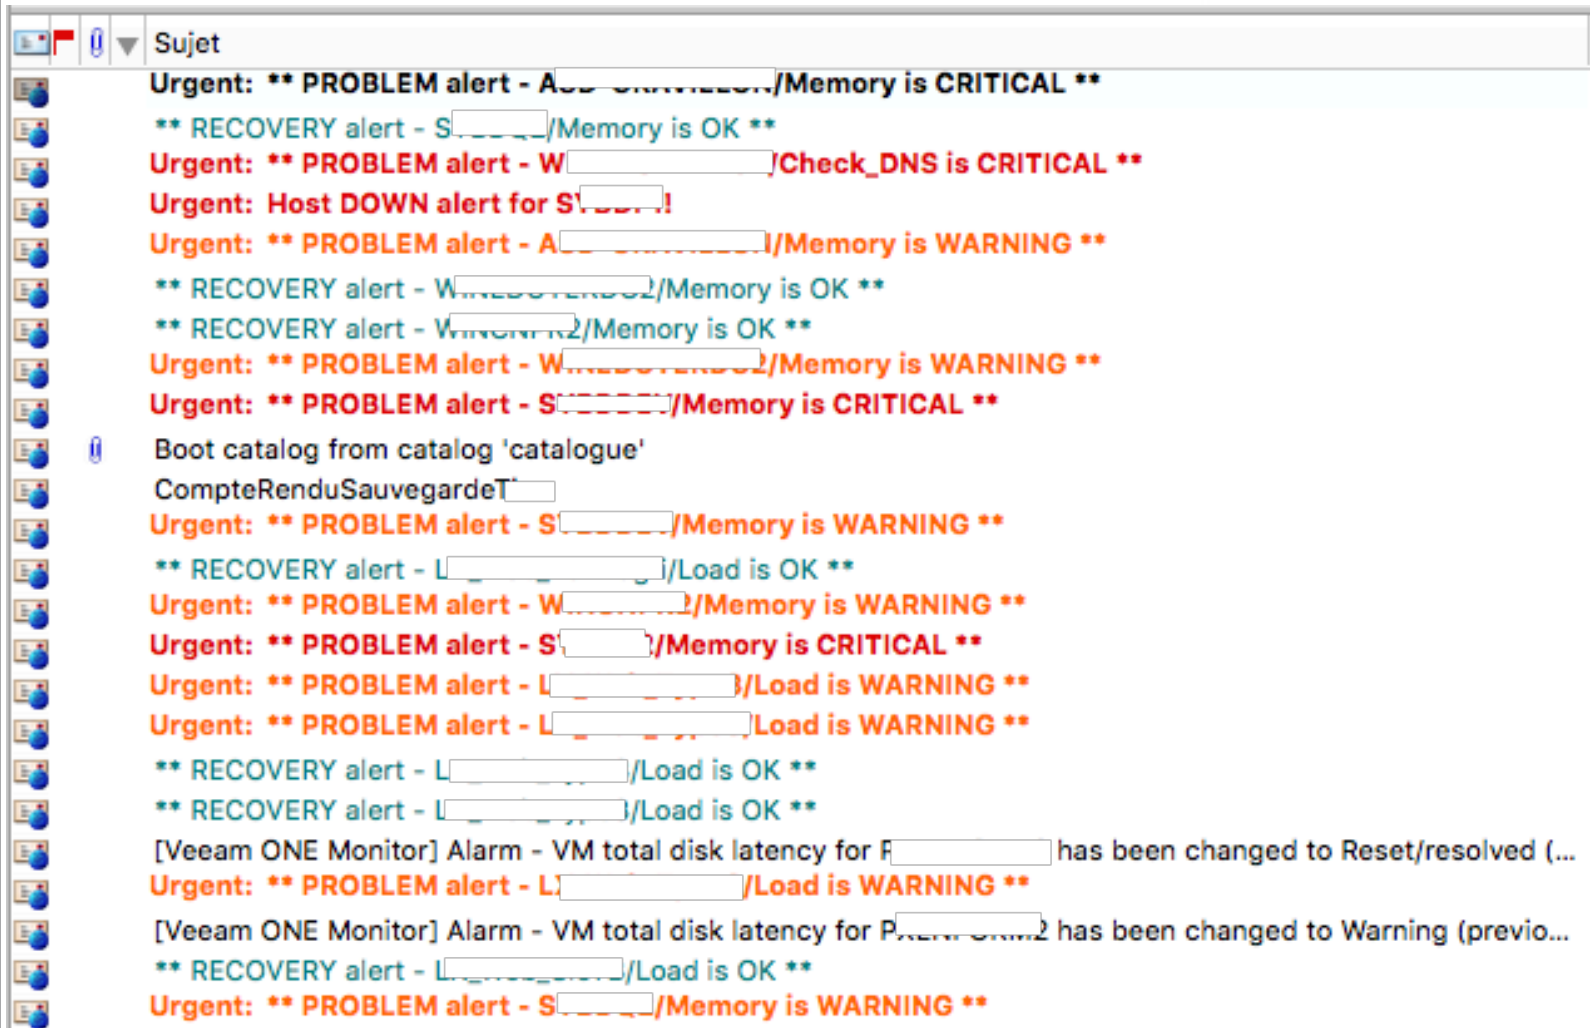 Sujet
Urgent: ** PROBLEM alert - A /Memory is CRITICAL **
** RECOVERY alert - S /Memory is OK **
Urgent: ** PROBLEM alert - W /Check_DNS is CRITICAL **
Urgent: Host DOWN alert for S !
Urgent: ** PROBLEM alert - A /Memory is WARNING **
** RECOVERY alert - W 2/Memory is OK **
** RECOVERY alert - W 2/Memory is OK **
Urgent: ** PROBLEM alert - W 2/Memory is WARNING **
Urgent: ** PROBLEM alert - S /Memory is CRITICAL **
Boot catalog from catalog 'catalogue'
CompteRenduSauvegardeT
Urgent: ** PROBLEM alert - S /Memory is WARNING **
** RECOVERY alert - L i/Load is OK **
Urgent: ** PROBLEM alert - W 2/Memory is WARNING **
Urgent: ** PROBLEM alert - S /Memory is CRITICAL **
Urgent: ** PROBLEM alert - L /Load is WARNING **
Urgent: ** PROBLEM alert - L /Load is WARNING **
** RECOVERY alert - L /Load is OK **
** RECOVERY alert - L /Load is OK **
[Veeam ONE Monitor] Alarm - VM total disk latency for has been changed to Reset/resolved (...
Urgent: ** PROBLEM alert - L /Load is WARNING **
[Veeam ONE Monitor] Alarm - VM total disk latency for P 2 has been changed to Warning (previo...
** RECOVERY alert - L /Load is OK **
Urgent: ** PROBLEM alert - S /Memory is WARNING **